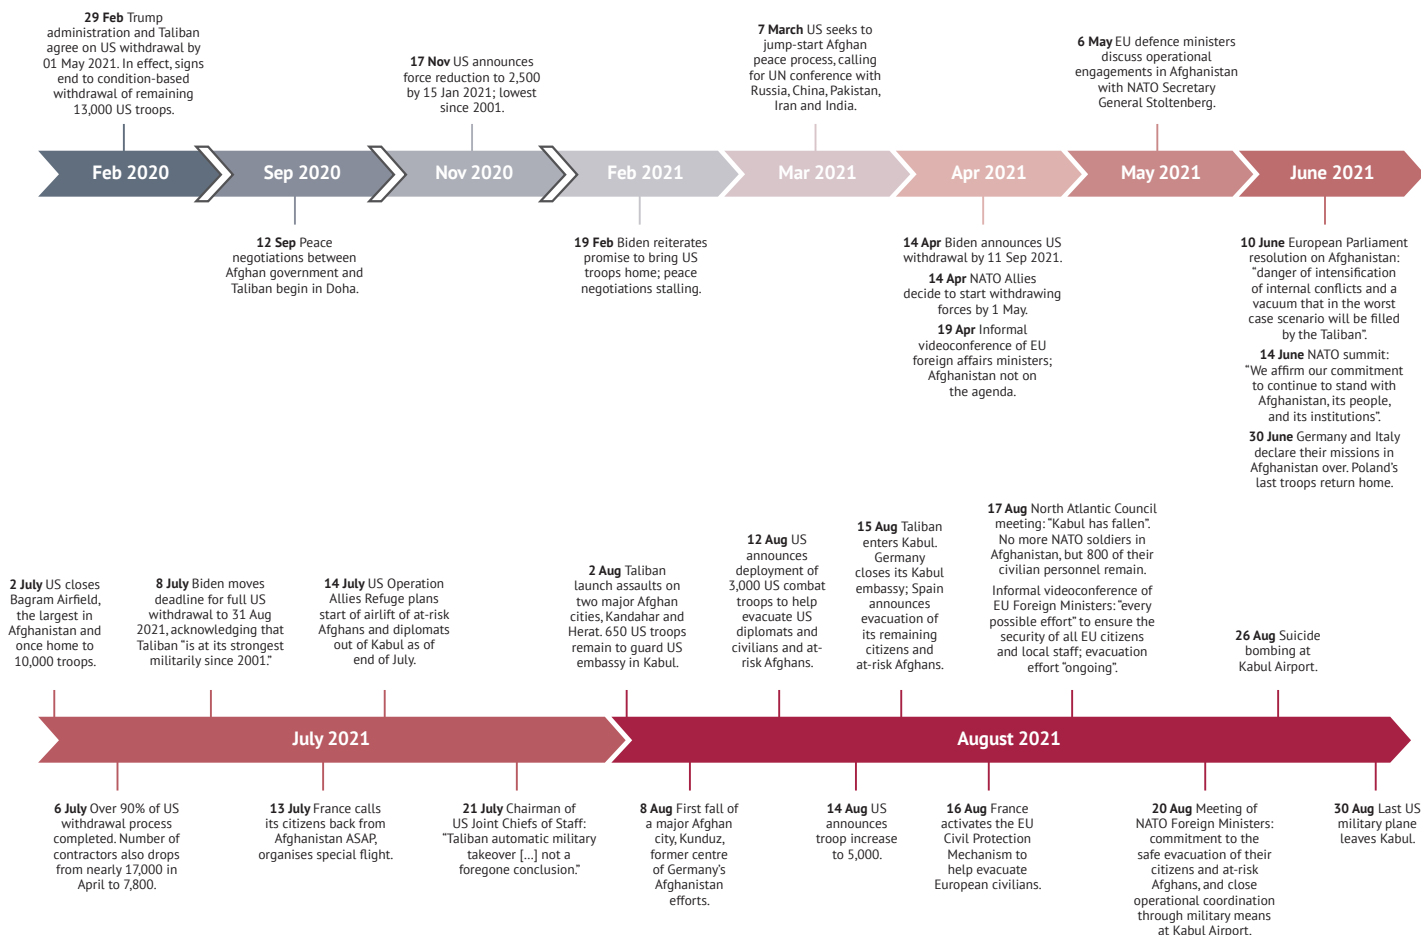 29 Feb Trump
administration and Taliban
agree on US withdrawal by
01 May 2021. In effect, signs
end to condition-based
withdrawal of remaining
13,000 US troops.
17 Nov US announces
force reduction to 2,500
by 15 Jan 2021; lowest
since 2001.
7 March US seeks to
jump-start Afghan
peace process, calling
for UN conference with
Russia, China, Pakistan,
Iran and India.
6 May EU defence ministers
discuss operational
engagements in Afghanistan
with NATO Secretary
General Stoltenberg.
Feb 2020
Sep 2020
Nov 2020
Feb 2021
Mar 2021
Apr 2021
May 2021
June 2021
12 Sep Peace
negotiations between
Afghan government and
Taliban begin in Doha.
19 Feb Biden reiterates
promise to bring US
troops home; peace
negotiations stalling.
14 Apr Biden announces US
withdrawal by 11 Sep 2021.
14 Apr NATO Allies
decide to start withdrawing
forces by 1 May.
19 Apr Informal
videoconference of EU
foreign affairs ministers;
Afghanistan not on
the agenda.
10 June European Parliament
resolution on Afghanistan:
“danger of intensification
of internal conflicts and a
vacuum that in the worst
case scenario will be filled
by the Taliban”.
14 June NATO summit:
“We affirm our commitment
to continue to stand with
Afghanistan, its people,
and its institutions”.
30 June Germany and Italy
declare their missions in
Afghanistan over. Poland’s
last troops return home.
2 July US closes
Bagram Airfield,
the largest in
Afghanistan and
once home to
10,000 troops.
8 July Biden moves
deadline for full US
withdrawal to 31 Aug
2021, acknowledging that
Taliban “is at its strongest
militarily since 2001.”
14 July US Operation
Allies Refuge plans
start of airlift of at-risk
Afghans and diplomats
out of Kabul as of
end of July.
2 Aug Taliban
launch assaults on
two major Afghan
cities, Kandahar and
Herat. 650 US troops
remain to guard US
embassy in Kabul.
12 Aug US
announces
deployment of
3,000 US combat
troops to help
evacuate US
diplomats and
civilians and at-
risk Afghans.
15 Aug Taliban
enters Kabul.
Germany
closes its Kabul
embassy; Spain
announces
evacuation of
its remaining
citizens and
at-risk Afghans.
17 Aug North Atlantic Council
meeting: “Kabul has fallen”.
No more NATO soldiers in
Afghanistan, but 800 of their
civilian personnel remain.
Informal videoconference of
EU Foreign Ministers: “every
possible effort” to ensure the
security of all EU citizens
and local staff; evacuation
effort “ongoing”.
26 Aug Suicide
bombing at
Kabul Airport.
July 2021
August 2021
6 July Over 90% of US
withdrawal process
completed. Number of
contractors also drops
from nearly 17,000 in
April to 7,800.
13 July France calls
its citizens back from
Afghanistan ASAP,
organises special flight.
21 July Chairman of
US Joint Chiefs of Staff:
“Taliban automatic military
takeover [...] not a
foregone conclusion.”
8 Aug First fall of
a major Afghan
city, Kunduz,
former centre
of Germany’s
Afghanistan
efforts.
14 Aug US
announces
troop increase
to 5,000.
16 Aug France
activates the EU
Civil Protection
Mechanism to
help evacuate
European civilians.
20 Aug Meeting of
NATO Foreign Ministers:
commitment to the
safe evacuation of their
citizens and at-risk
Afghans, and close
operational coordination
through military means
at Kabul Airport.
30 Aug Last US
military plane
leaves Kabul.